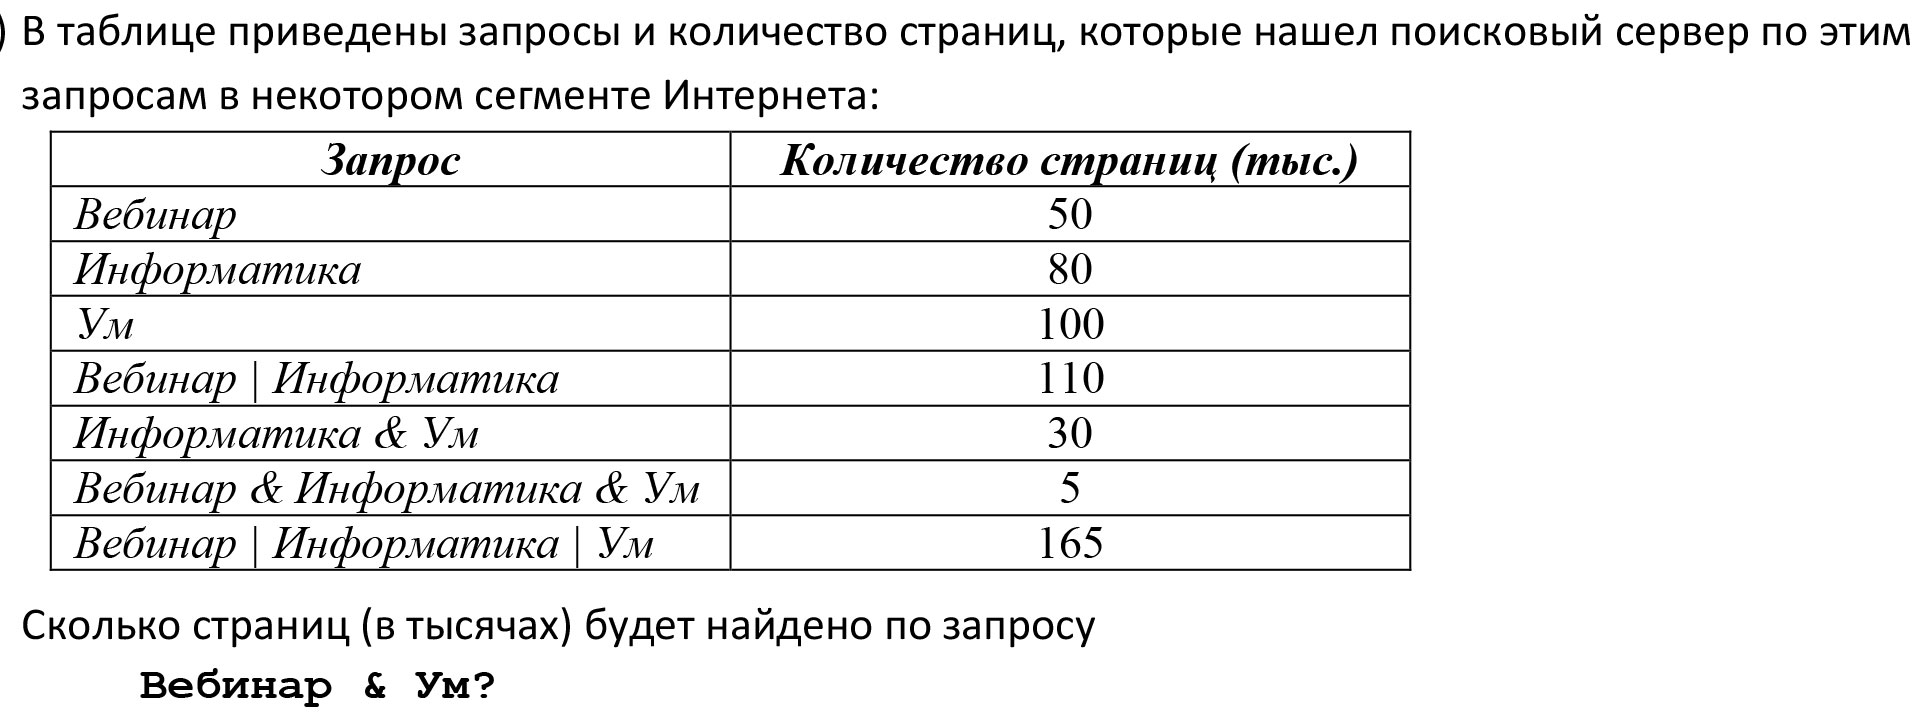 ) В таблице приведены запросы и количество страниц, которые нашел поисковый сервер по этим
запросам в некотором сегменте Интернета:
Запрос Количество страниц (тыс.)
Вебинар 50
Информатика 80
Ум 100
Вебинар | Информатика 110
Информатика & Ум 30
Вебинар & Информатика & Ум 5
Вебинар | Информатика | Ум 165
Сколько страниц (в тысячах) будет найдено по запросу
Вебинар & Ум?